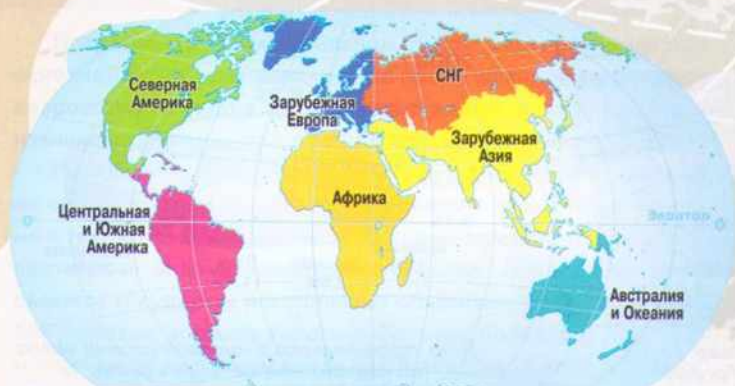 Северная
Америка
Зарубежная
Европа
СНГ
Зарубежная
Азия
Африка
Центральная
и Южная
Америка
Экватор
Австралия
и Океания